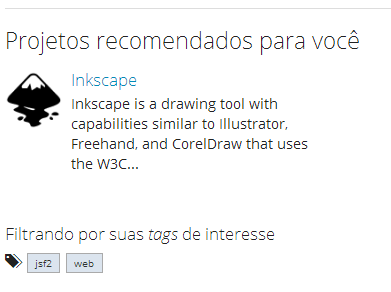 Projetos recomendados para você
Inkscape
Inkscape is a drawing tool with
capabilities similar to Illustrator,
Freehand, and CorelDraw that uses
the W3C...
Filtrando por suas tags de interesse
jsf2 web